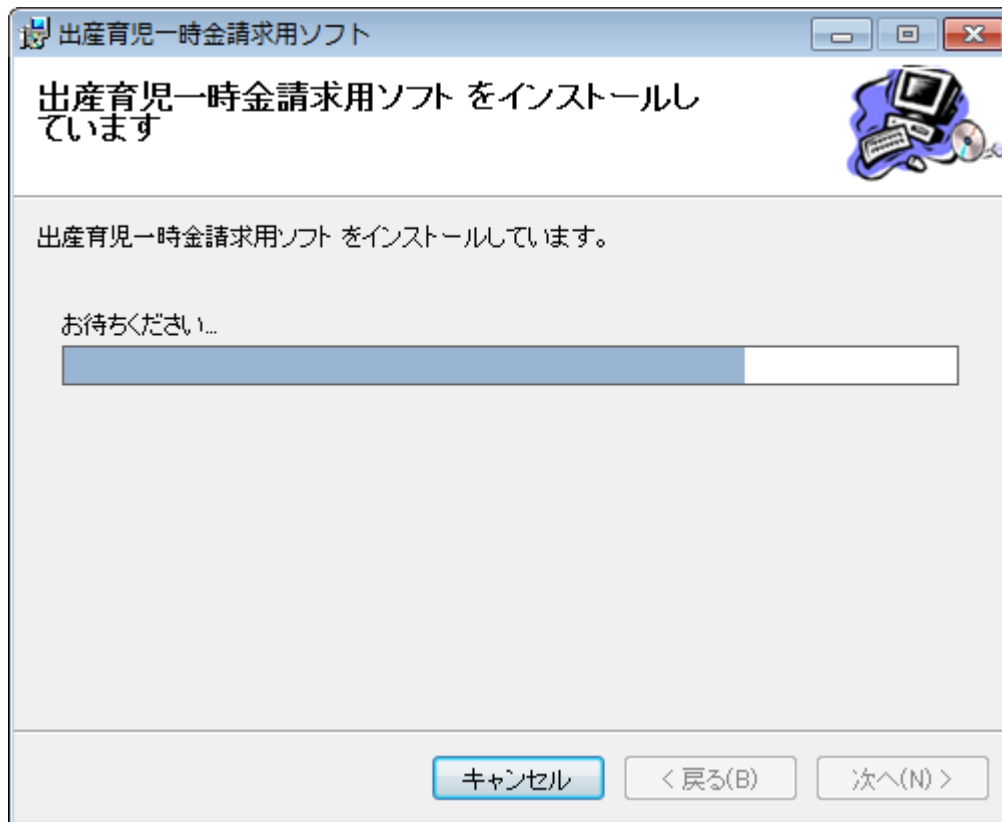 出産育児一時金請求用ソフト
出産育児一時金請求用ソフト をインストールし
ています
出産育児一時金請求用ソフト をインストールしています。
お待ちください...
キャンセル
< 戻る(B)
次へ(N) >